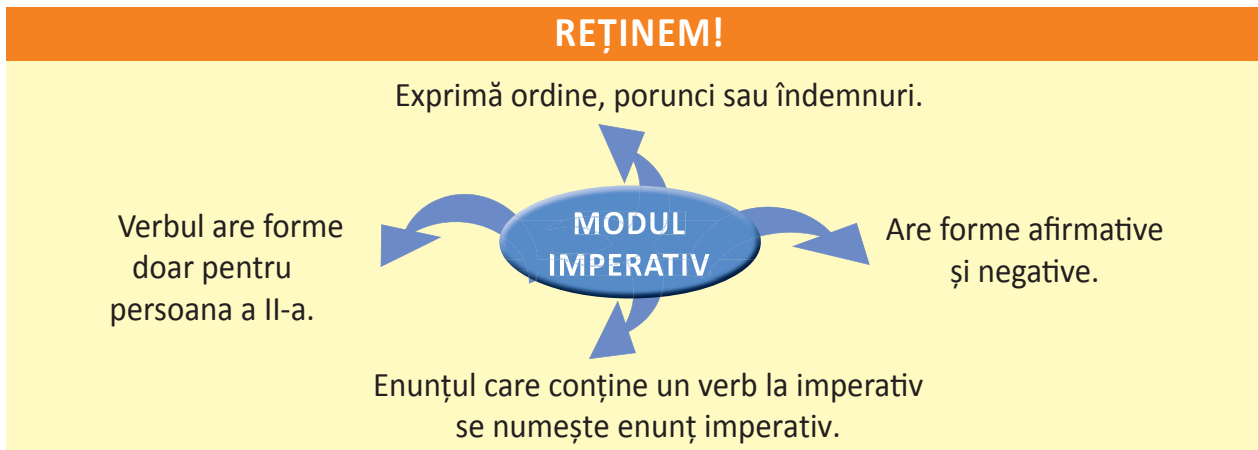 REȚINEM!
Exprimă ordine, porunci sau îndemnuri.
Verbul are forme
doar pentru
persoana a II-a.
MODUL
IMPERATIV
Are forme afirmative
și negative.
Enunțul care conține un verb la imperativ
se numește enunț imperativ.